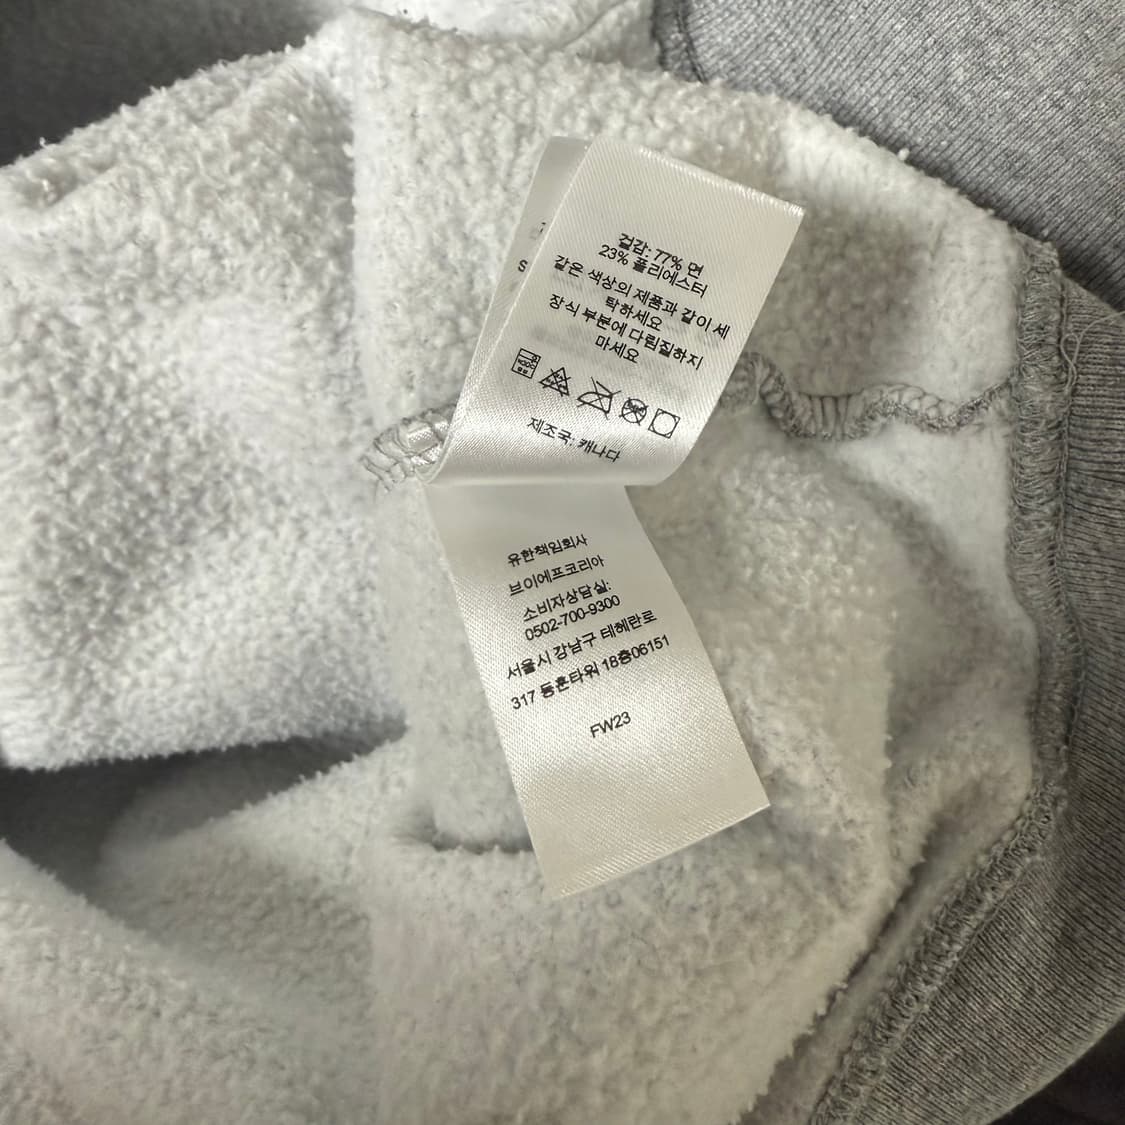 겉감: 77% 면
23% 폴리에스터
같은 색상의 제품과 같이 세
탁하세요
장식 부분에 다림질하지
마세요
제조국: 캐나다
S
유한책임회사
브이에프코리아
소비자상담실:
0502-700-9300
서울시 강남구 테헤란로
317 동훈타워 18층06151
FW23